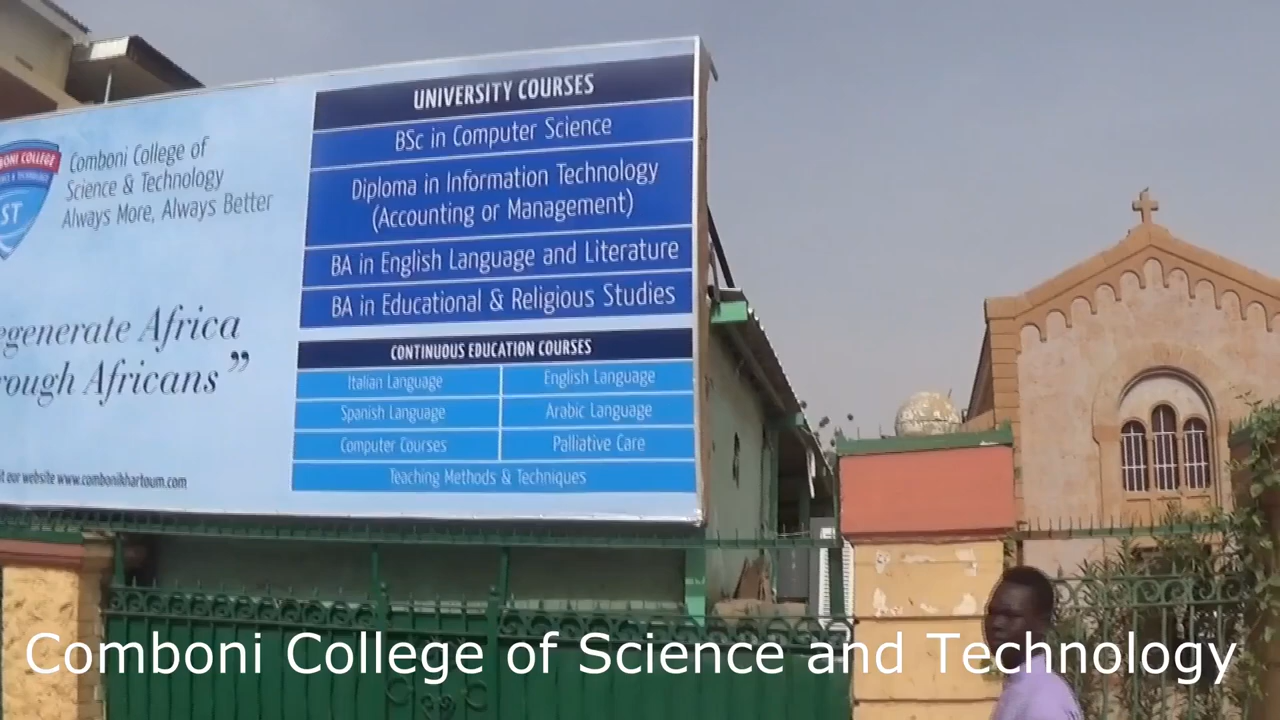 BONI COLLEGE
ST
Comboni College of
Science & Technology
Always More, Always Better
egenerate Africa
rough Africans”
it our website www.combonikhartoum.com
UNIVERSITY COURSES
BSc in Computer Science
Diploma in Information Technology
(Accounting or Management)
BA in English Language and Literature
BA in Educational & Religious Studies
CONTINUOUS EDUCATION COURSES
Italian Language
English Language
Spanish Language
Arabic Language
Computer Courses
Palliative Care
Teaching Methods & Techniques
Comboni College of Science and Technology